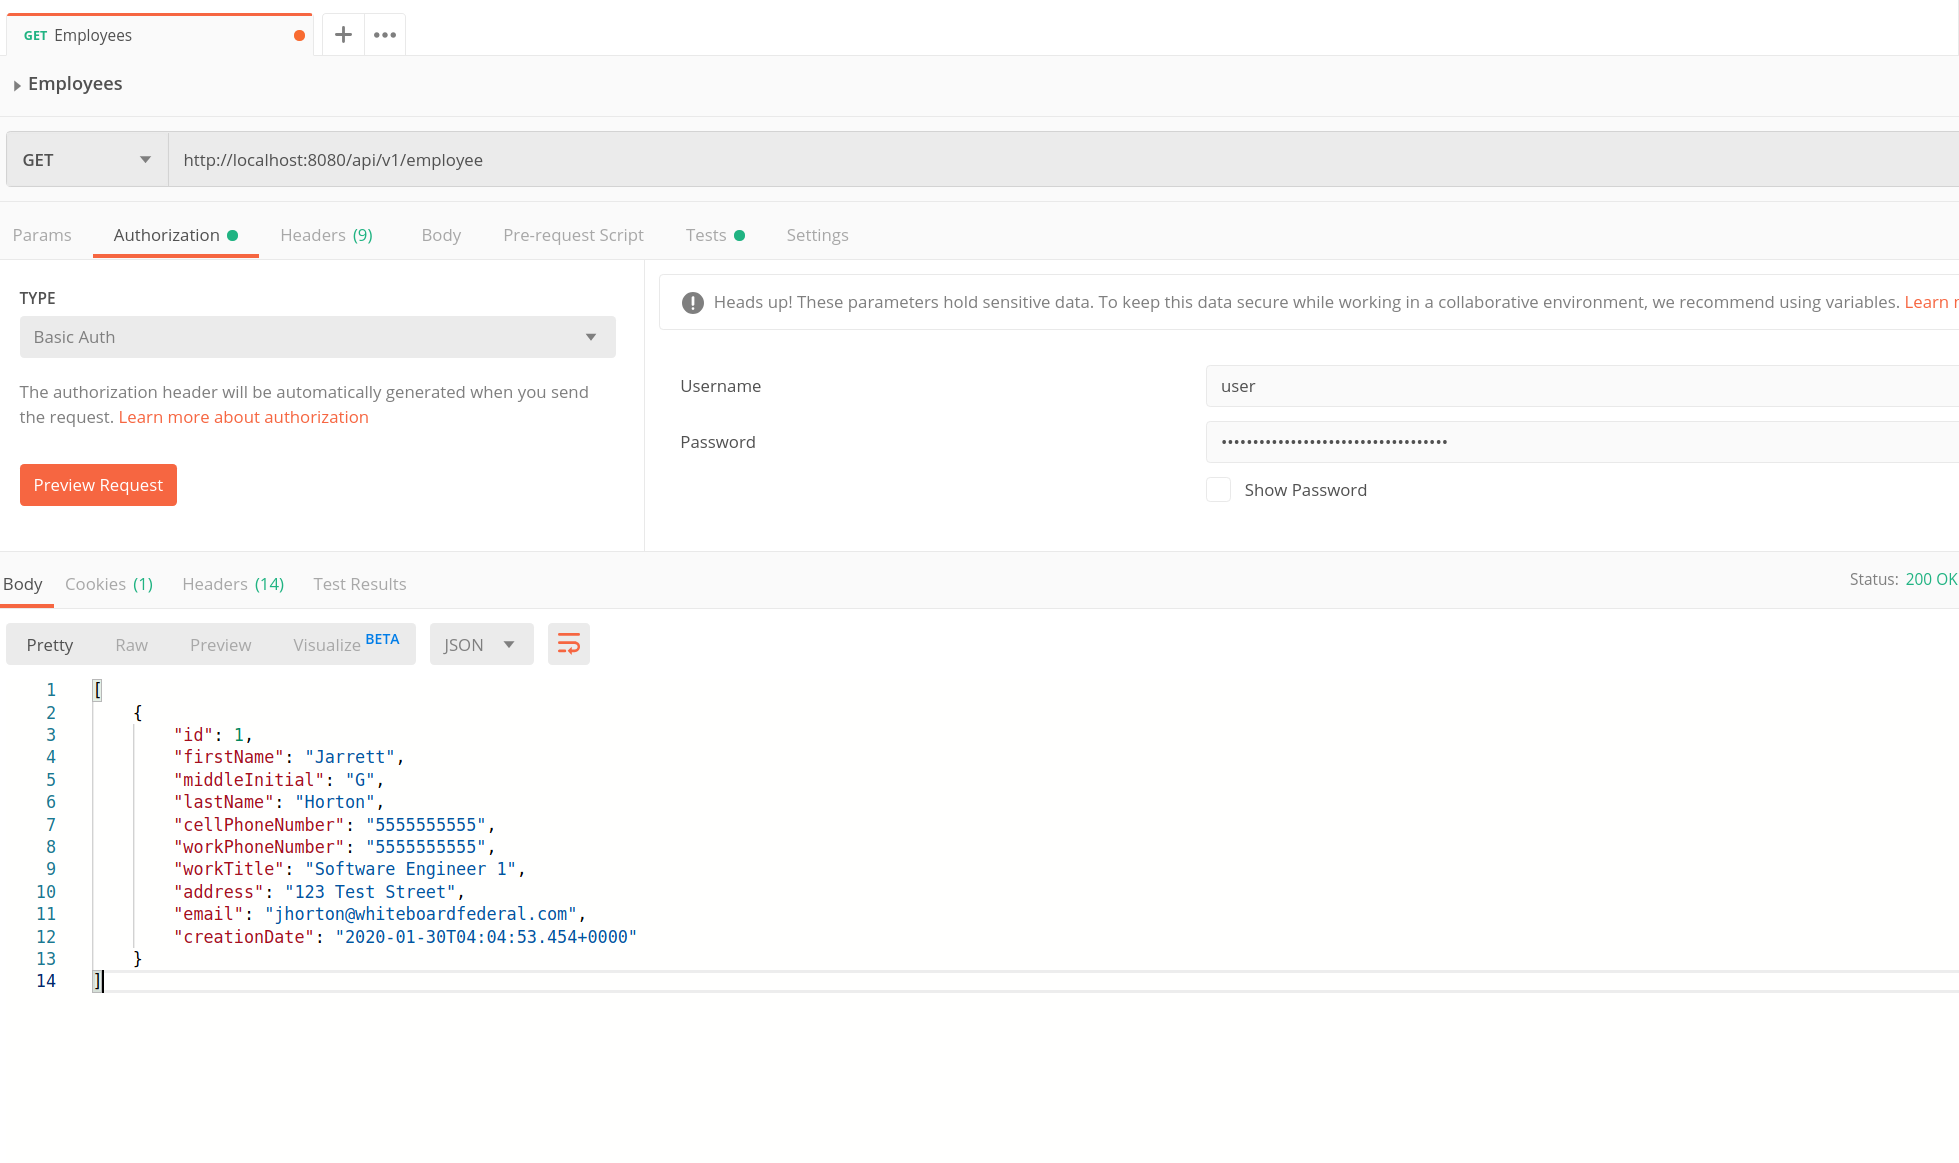 GET Employees
Employees
GET http://localhost:8080/api/v1/employee
Params Authorization Headers (9) Body Pre-request Script Tests Settings
TYPE
Basic Auth
The authorization header will be automatically generated when you send
the request. Learn more about authorization
Preview Request
Heads up! These parameters hold sensitive data. To keep this data secure while working in a collaborative environment, we recommend using variables. Learn
Username user
Password ••••••••••••••••••••••••••••••••••••
Show Password
Body Cookies (1) Headers (14) Test Results Status: 200 OK
Pretty Raw Preview Visualize BETA JSON
1 [
2 {
3 "id": 1,
4 "firstName": "Jarrett",
5 "middleInitial": "G",
6 "lastName": "Horton",
7 "cellPhoneNumber": "5555555555",
8 "workPhoneNumber": "5555555555",
9 "workTitle": "Software Engineer 1",
10 "address": "123 Test Street",
11 "email": "jhorton@whiteboardfederal.com",
12 "creationDate": "2020-01-30T04:04:53.454+0000"
13 }
14 ]